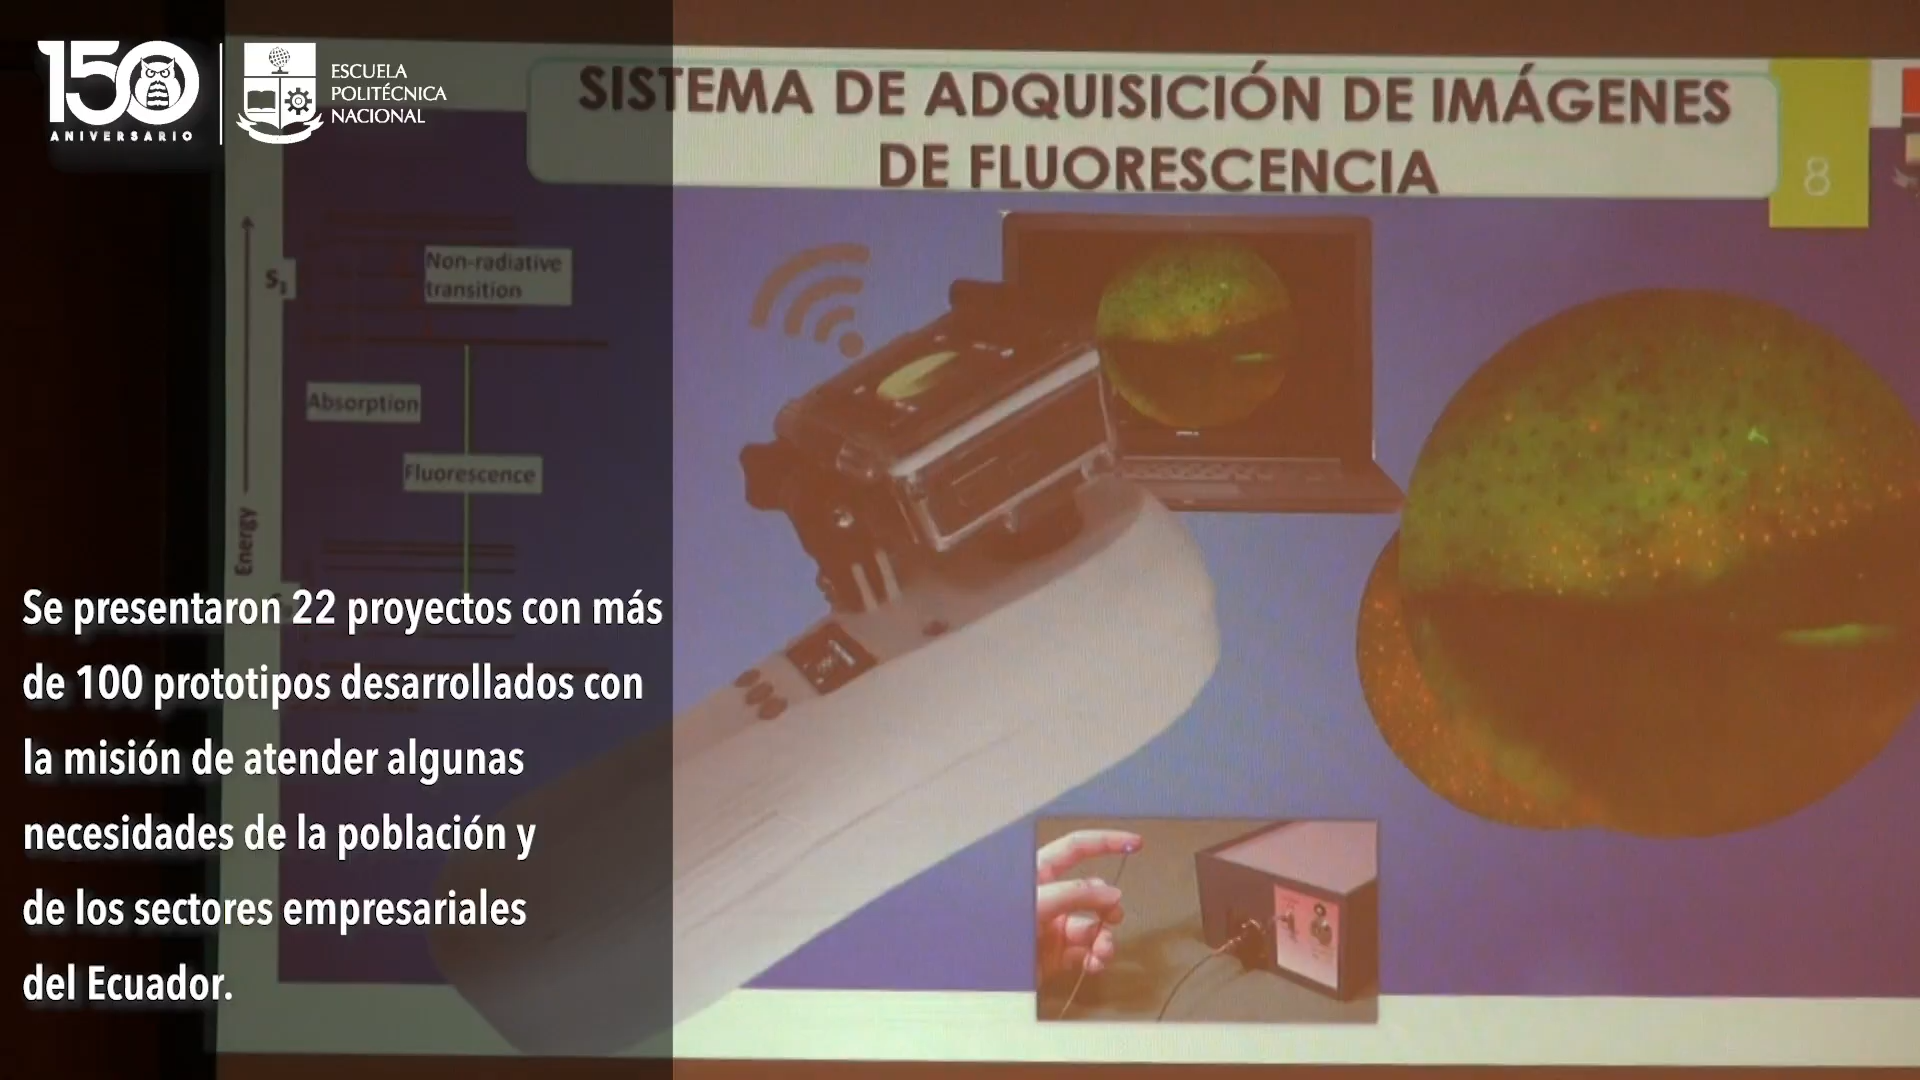 150
ANIVERSARIO
ESCUELA
POLITÉCNICA
NACIONAL
SISTEMA DE ADQUISICIÓN DE IMÁGENES
DE FLUORESCENCIA
8
Non-radiative
transition
Absorption
Fluorescence
Energy
Se presentaron 22 proyectos con más
de 100 prototipos desarrollados con
la misión de atender algunas
necesidades de la población y
de los sectores empresariales
del Ecuador.